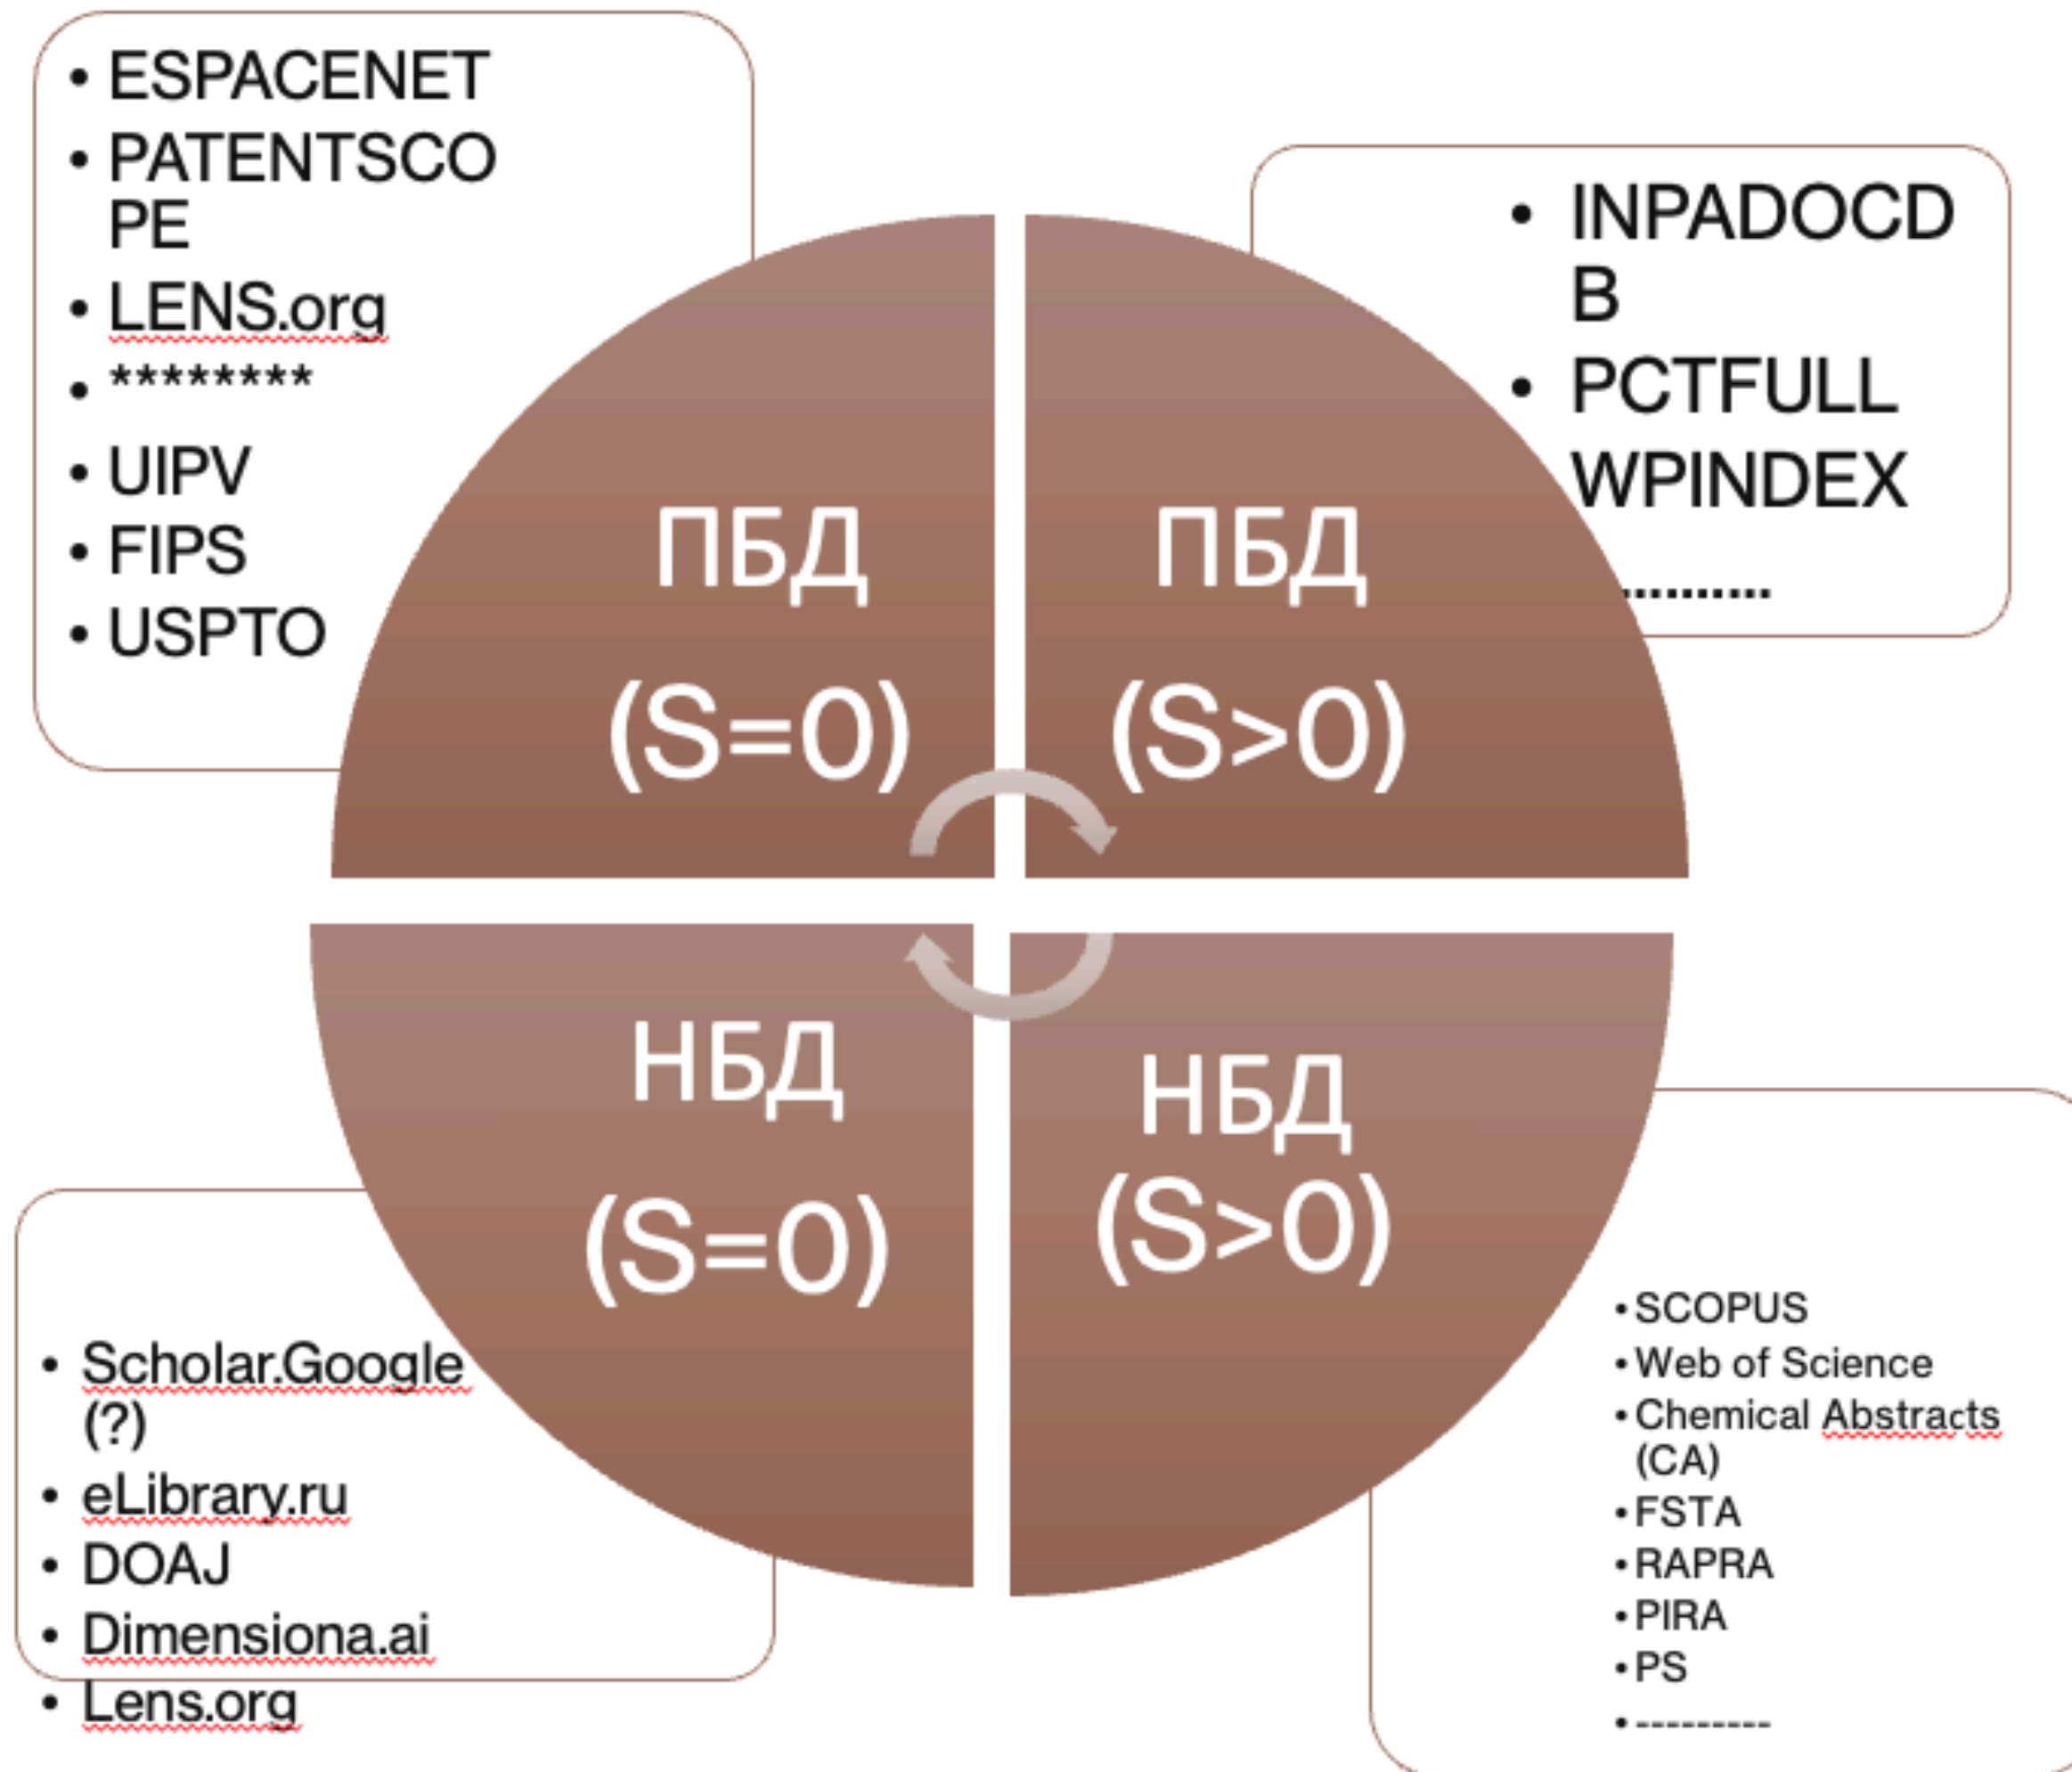 • ESPACENET
• PATENTSCO
PE
• LENS.org
• ********
• UIPV
• FIPS
• USPTO
• INPADOCD
B
• PCTFULL
WPINDEX
..........
ПБД
(S=0)
ПБД
(S>0)
НБД
(S=0)
НБД
(S>0)
• Scholar.Google
(?)
• eLibrary.ru
• DOAJ
• Dimensiona.ai
• Lens.org
• SCOPUS
• Web of Science
• Chemical Abstracts
(CA)
• FSTA
• RAPRA
• PIRA
• PS
• ---------